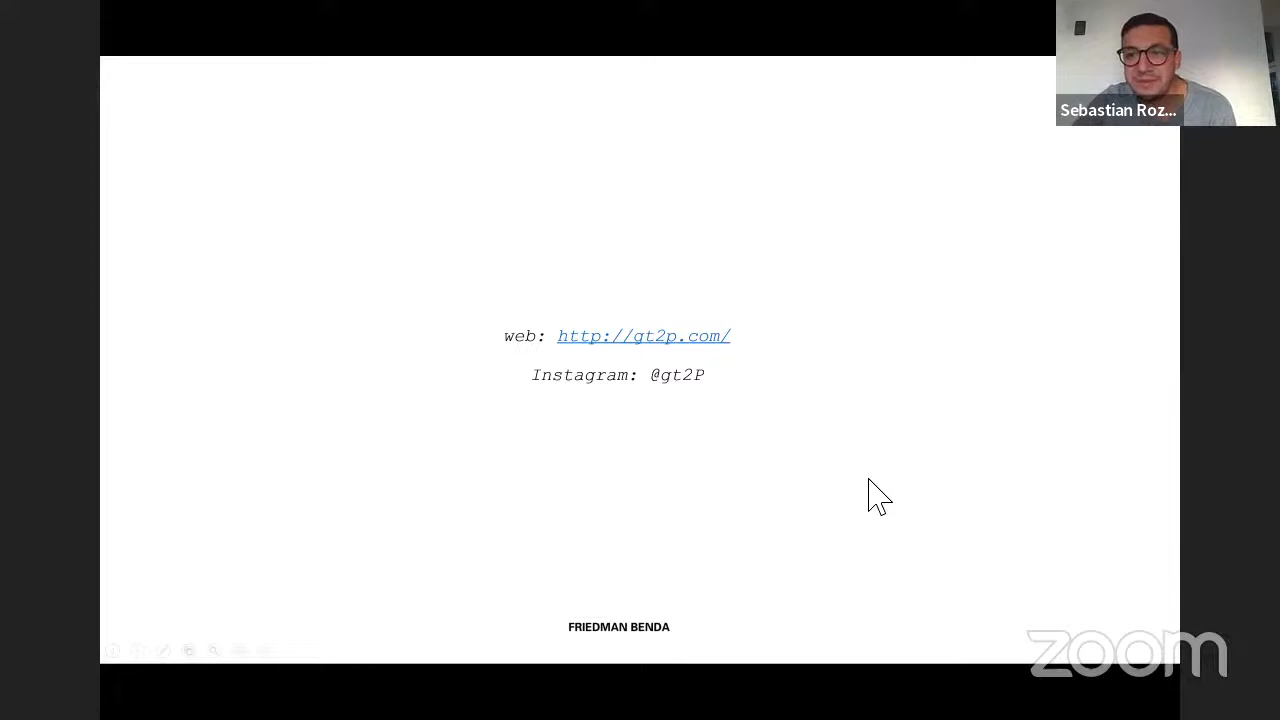 Sebastian Roz...
web: http://gt2p.com/
Instagram: @gt2P
FRIEDMAN BENDA
zoom